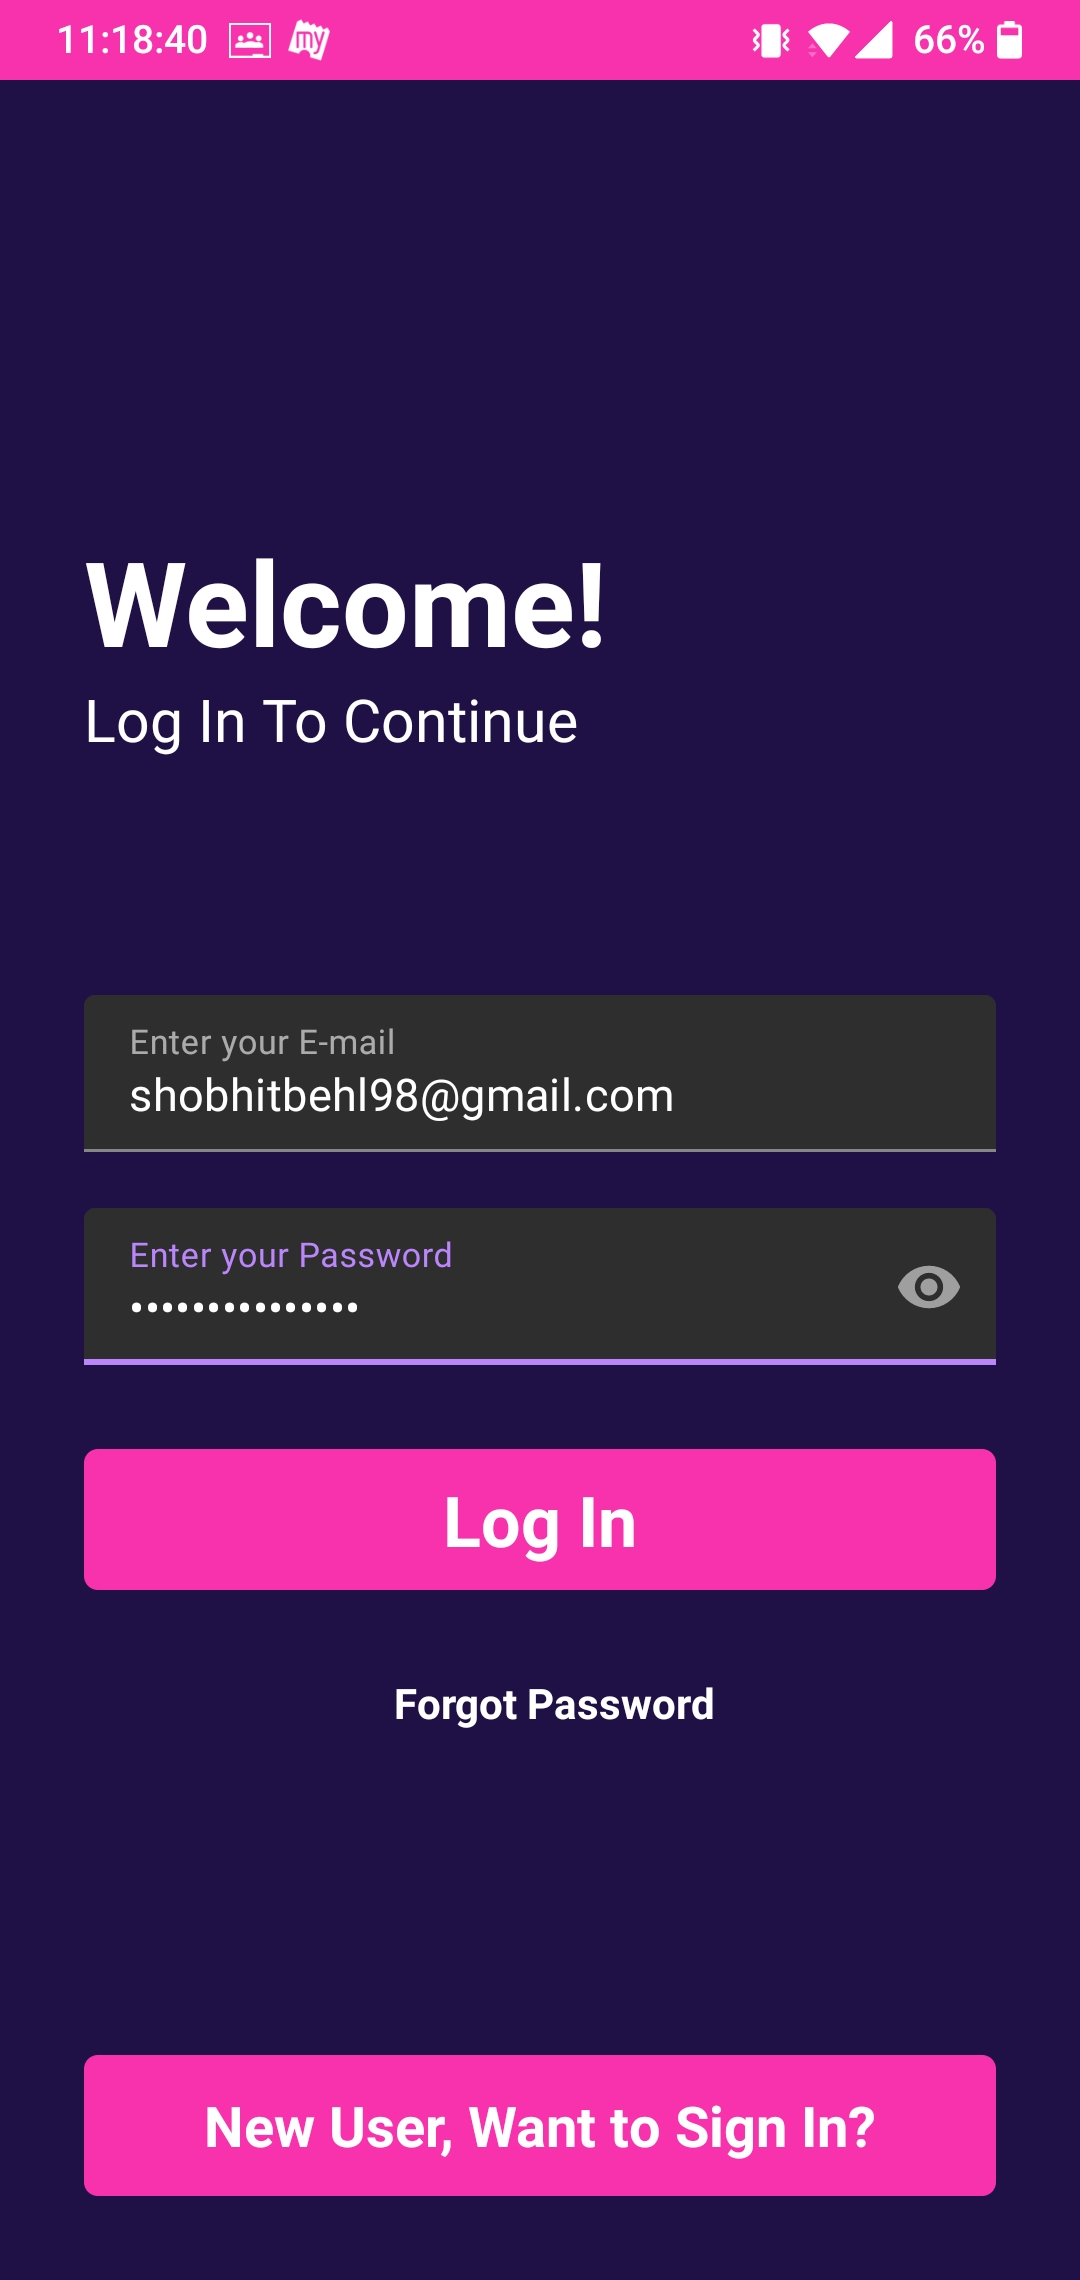 11:18:40 my 66%
Welcome!
Log In To Continue
Enter your E-mail
shobhitbehl98@gmail.com
Enter your Password
•••••••••••••••
Log In
Forgot Password
New User, Want to Sign In?